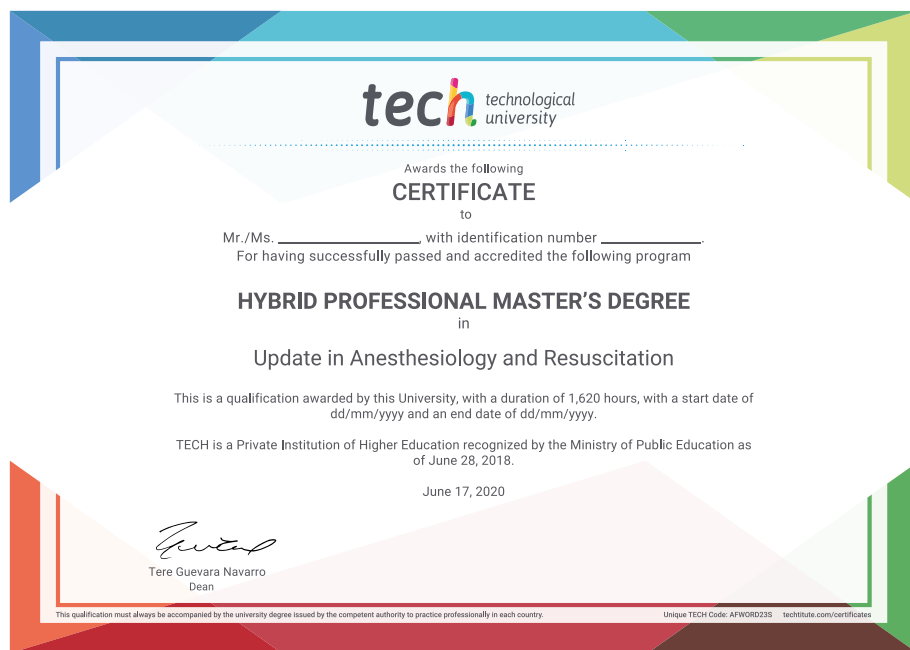 tech technological
university
Awards the following
CERTIFICATE
to
Mr./Ms. ____________________, with identification number ______________.
For having successfully passed and accredited the following program
HYBRID PROFESSIONAL MASTER'S DEGREE
in
Update in Anesthesiology and Resuscitation
This is a qualification awarded by this University, with a duration of 1,620 hours, with a start date of
dd/mm/yyyy and an end date of dd/mm/yyyy.
TECH is a Private Institution of Higher Education recognized by the Ministry of Public Education as
of June 28, 2018.
June 17, 2020
Tere Guevara Navarro
Dean
This qualification must always be accompanied by the university degree issued by the competent authority to practice professionally in each country.
Unique TECH Code: AFWORD23S techtitute.com/certificates